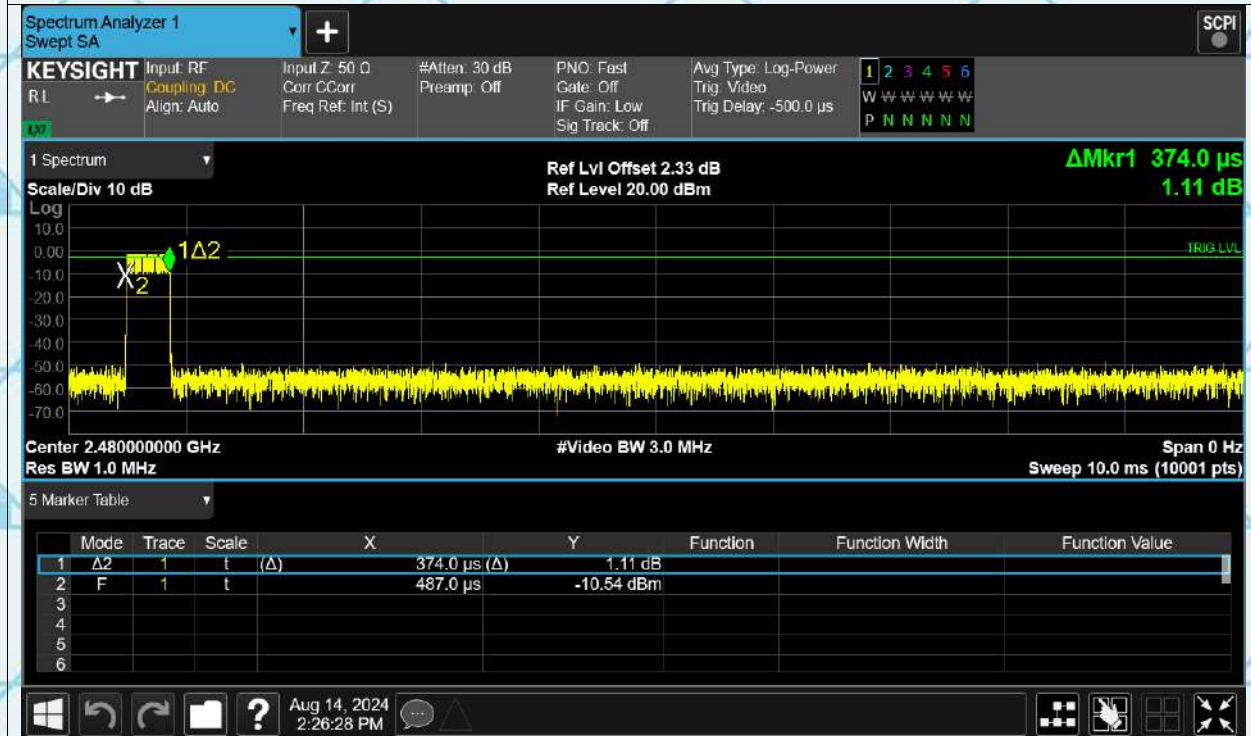 Spectrum Analyzer 1
Swept SA
+
SCPI
KEYSIGHT Input: RF Input Z: 50 Ω #Atten: 30 dB PNO: Fast Avg Type: Log-Power 1 2 3 4 5 6
RL Coupling: DC Corr CCorr Preamp: Off Gate: Off Trig: Video W W W W W W
Align: Auto Freq Ref: Int (S) IF Gain: Low Trig Delay: -500.0 µs P N N N N N
LXI Sig Track: Off
1 Spectrum
Ref Lvl Offset 2.33 dB ΔMkr1 374.0 µs
Scale/Div 10 dB Ref Level 20.00 dBm 1.11 dB
Log
10.0
0.00 1Δ2 TRIG LVL
-10.0 2
-20.0
-30.0
-40.0
-50.0
-60.0
-70.0
Center 2.480000000 GHz #Video BW 3.0 MHz Span 0 Hz
Res BW 1.0 MHz Sweep 10.0 ms (10001 pts)
5 Marker Table
Mode Trace Scale X Y Function Function Width Function Value
1 Δ2 1 t (Δ) 374.0 µs (Δ) 1.11 dB
2 F 1 t 487.0 µs -10.54 dBm
3
4
5
6
? Aug 14, 2024
2:26:28 PM